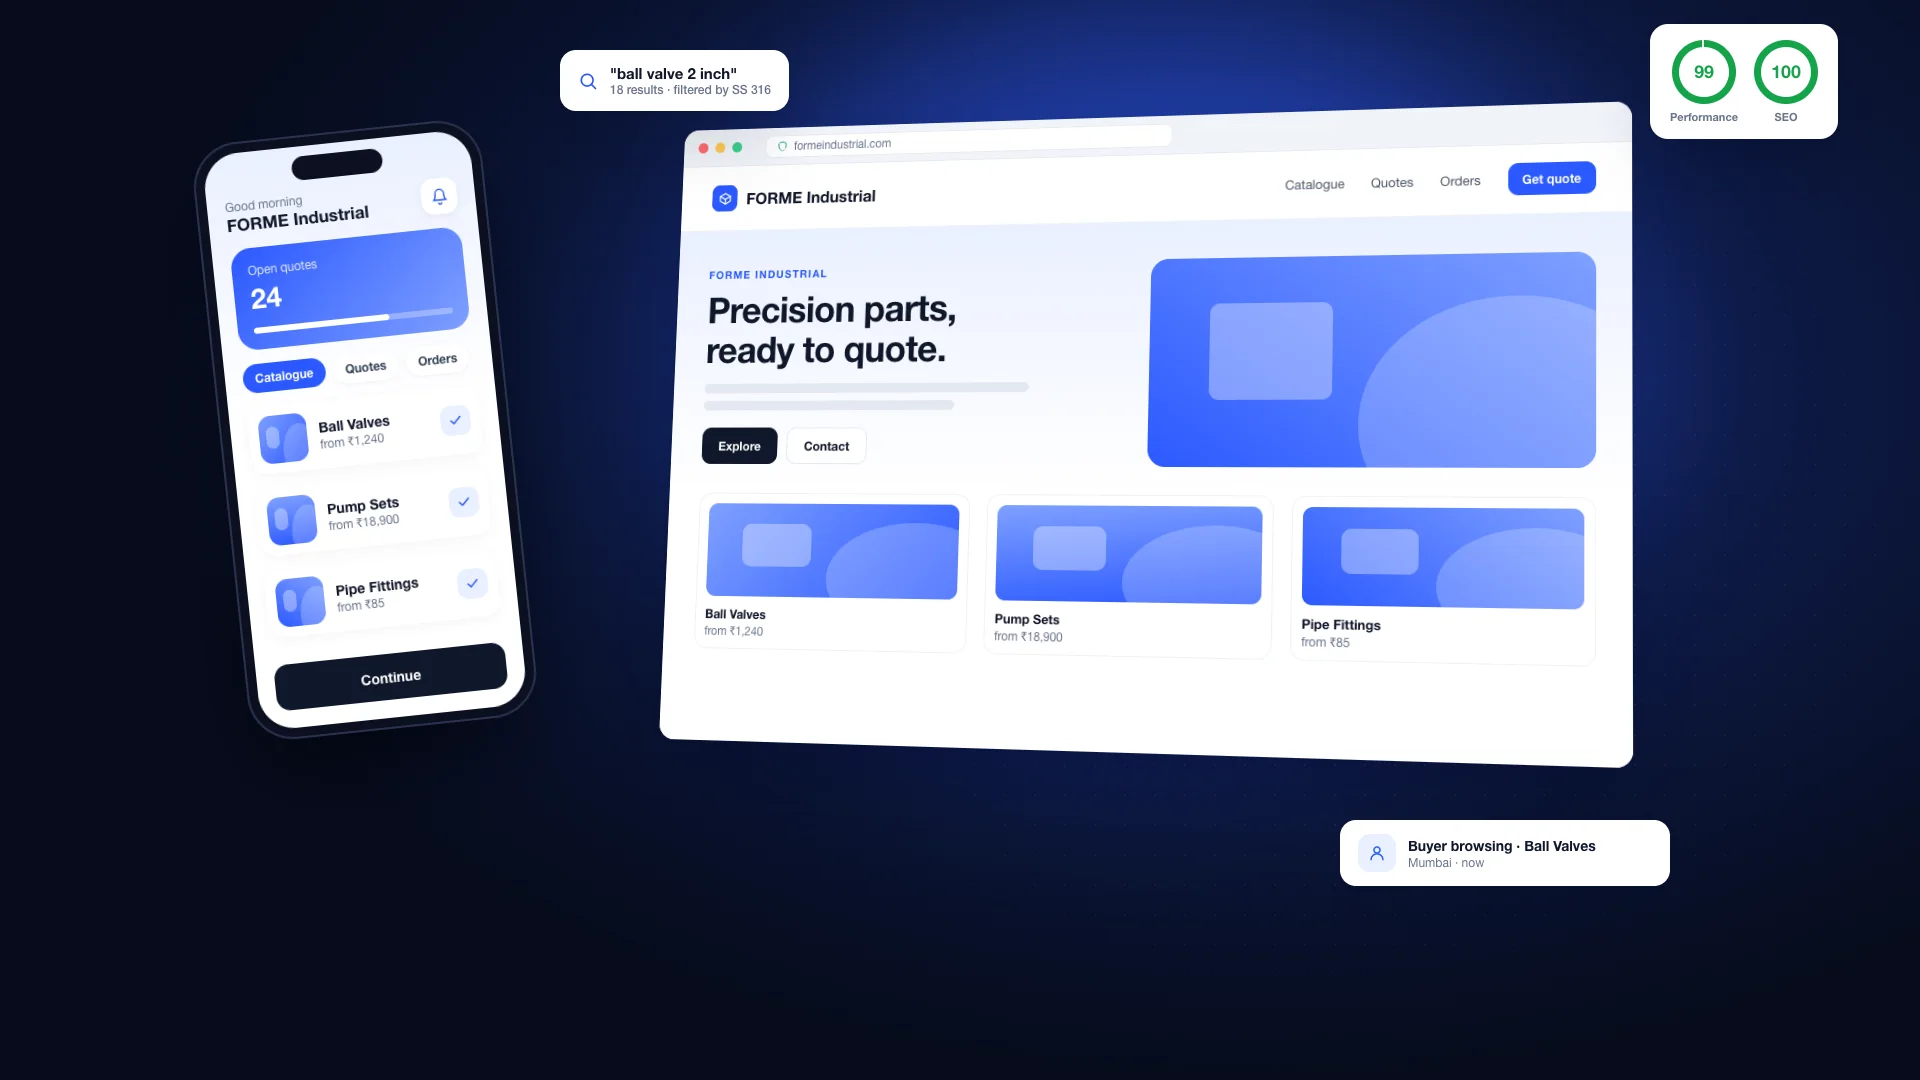 "ball valve 2 inch"
18 results · filtered by SS 316
99
100
Performance
SEO
Good morning
FORME Industrial
Open quotes
24
Catalogue
Quotes
Orders
Ball Valves
from ₹1,240
Pump Sets
from ₹18,900
Pipe Fittings
from ₹85
Continue
formeindustrial.com
FORME Industrial
Catalogue
Quotes
Orders
Get quote
FORME INDUSTRIAL
Precision parts,
ready to quote.
Explore
Contact
Ball Valves
from ₹1,240
Pump Sets
from ₹18,900
Pipe Fittings
from ₹85
Buyer browsing · Ball Valves
Mumbai · now